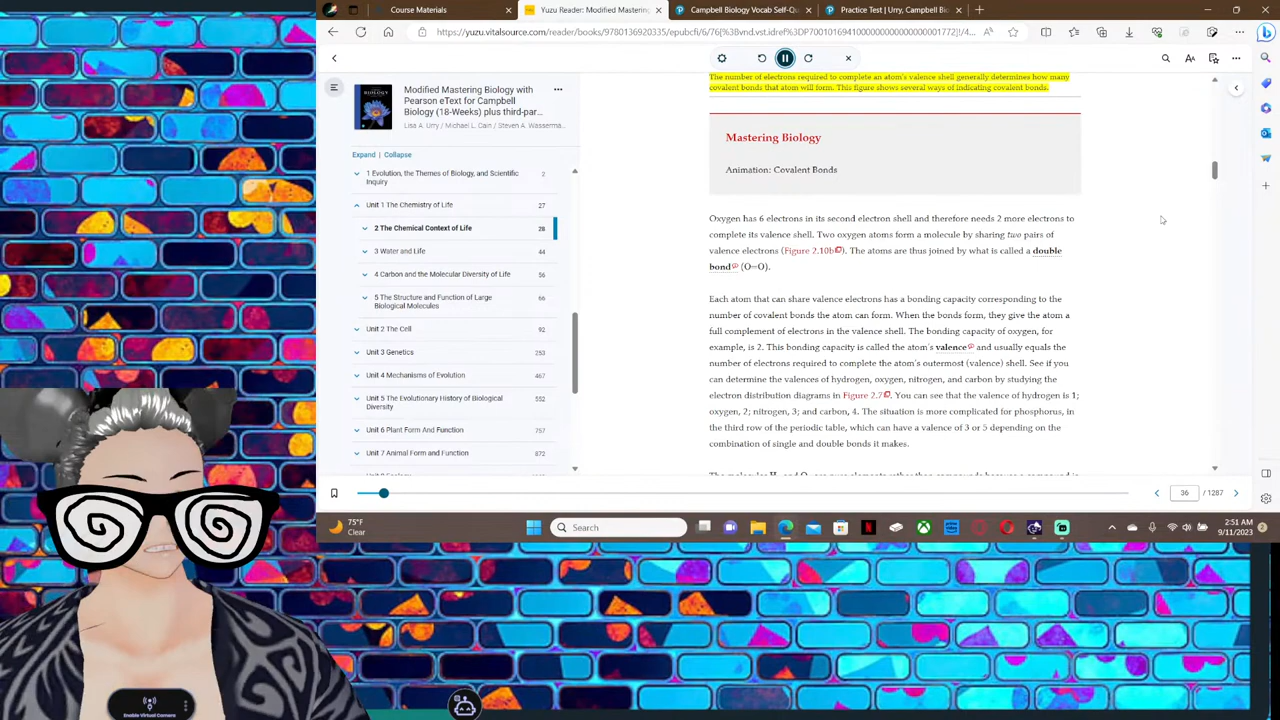 Course Materials
Yuzu Reader: Modified Mastering
Campbell Biology Vocab Self-Qu
Practice Test | Ury, Campbell Bio
https://yuzu.vitalsource.com/reader/books/9780136920335/epubcfi/6/76[%3Bvnd.vst.idref%3DP7001016941000000000000000001772]!/4...
Modified Mastering Biology with
Pearson eText for Campbell
Biology (18-Weeks) plus third-par...
Lisa A. Urry / Michael L. Cain / Steven A. Wasserma...
Expand | Collapse
1 Evolution, the Themes of Biology, and Scientific
Inquiry 2
Unit 1 The Chemistry of Life 27
2 The Chemical Context of Life 28
3 Water and Life 44
4 Carbon and the Molecular Diversity of Life 56
5 The Structure and Function of Large
Biological Molecules 66
Unit 2 The Cell 92
Unit 3 Genetics 253
Unit 4 Mechanisms of Evolution 467
Unit 5 The Evolutionary History of Biological
Diversity 552
Unit 6 Plant Form And Function 757
Unit 7 Animal Form and Function 872
The number of electrons required to complete an atom's valence shell generally determines how many
covalent bonds that atom will form. This figure shows several ways of indicating covalent bonds.
Mastering Biology
Animation: Covalent Bonds
Oxygen has 6 electrons in its second electron shell and therefore needs 2 more electrons to
complete its valence shell. Two oxygen atoms form a molecule by sharing two pairs of
valence electrons (Figure 2.10b). The atoms are thus joined by what is called a double
bond (O=O).
Each atom that can share valence electrons has a bonding capacity corresponding to the
number of covalent bonds the atom can form. When the bonds form, they give the atom a
full complement of electrons in the valence shell. The bonding capacity of oxygen, for
example, is 2. This bonding capacity is called the atom's valence and usually equals the
number of electrons required to complete the atom's outermost (valence) shell. See if you
can determine the valences of hydrogen, oxygen, nitrogen, and carbon by studying the
electron distribution diagrams in Figure 2.7. You can see that the valence of hydrogen is 1;
oxygen, 2; nitrogen, 3; and carbon, 4. The situation is more complicated for phosphorus, in
the third row of the periodic table, which can have a valence of 3 or 5 depending on the
combination of single and double bonds it makes.
36 / 1287
75°F
Clear
Search
2:51 AM
9/11/2023
Enable Virtual Camera